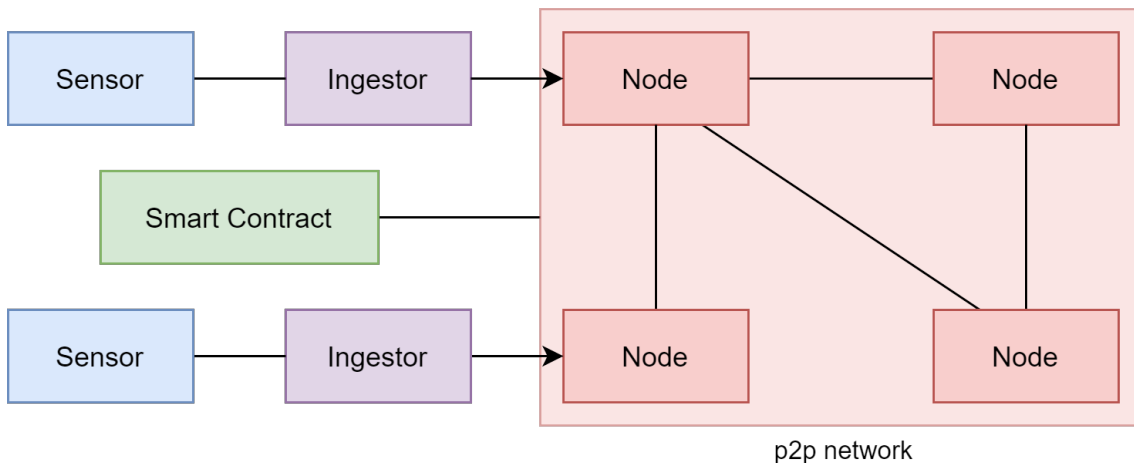 Sensor
Ingestor
Node
Node
Smart Contract
Sensor
Ingestor
Node
Node
p2p network